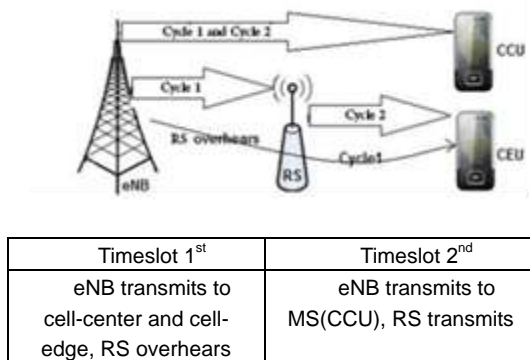 Cycle 1 and Cycle 2
CCU
Cycle 1
Cycle 2
RS overhears
Cycle1
CEU
RS
eNB
Timeslot 1st
Timeslot 2nd
eNB transmits to
cell-center and cell-
edge, RS overhears
eNB transmits to
MS(CCU), RS transmits